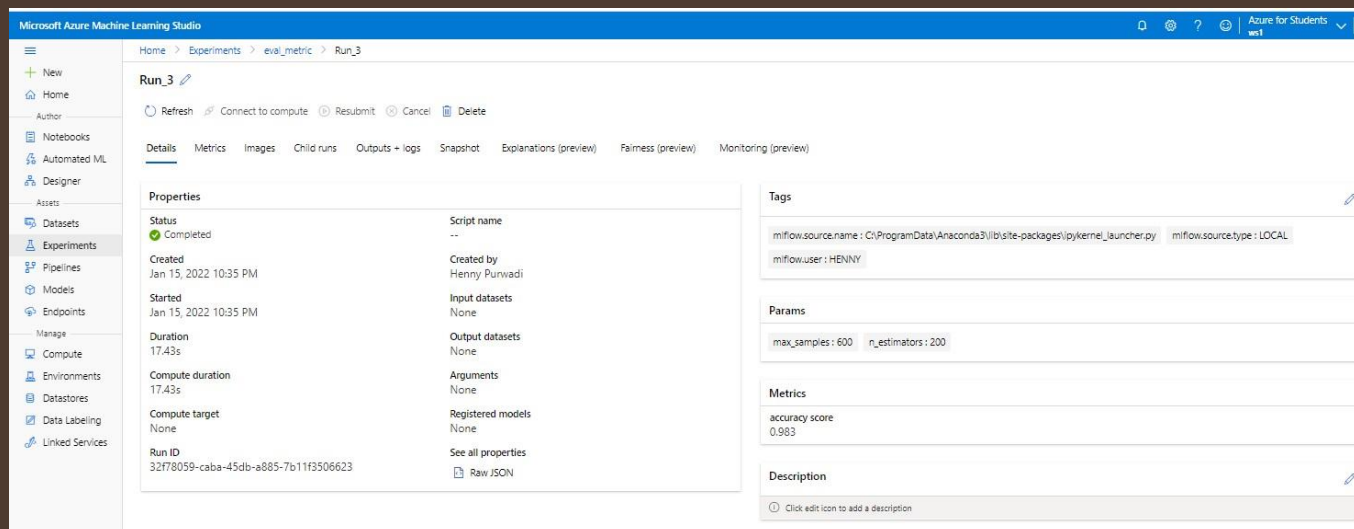 Microsoft Azure Machine Learning Studio
Azure for Students
ws1
Home > Experiments > eval_metric > Run_3
New
Home
Author
Notebooks
Automated ML
Designer
Assets
Datasets
Experiments
Pipelines
Models
Endpoints
Manage
Compute
Environments
Datastores
Data Labeling
Linked Services
Run_3
Refresh Connect to compute Resubmit Cancel Delete
Details Metrics Images Child runs Outputs + logs Snapshot Explanations (preview) Fairness (preview) Monitoring (preview)
Properties
Status
Completed
Created
Jan 15, 2022 10:35 PM
Started
Jan 15, 2022 10:35 PM
Duration
17.43s
Compute duration
17.43s
Compute target
None
Run ID
32f78059-caba-45db-a885-7b11f3506623
Script name
--
Created by
Henny Purwadi
Input datasets
None
Output datasets
None
Arguments
None
Registered models
None
See all properties
Raw JSON
Tags
mlflow.source.name : C:\ProgramData\Anaconda3\lib\site-packages\ipykernel_launcher.py mlflow.source.type : LOCAL
mlflow.user : HENNY
Params
max_samples : 600 n_estimators : 200
Metrics
accuracy score
0.983
Description
Click edit icon to add a description